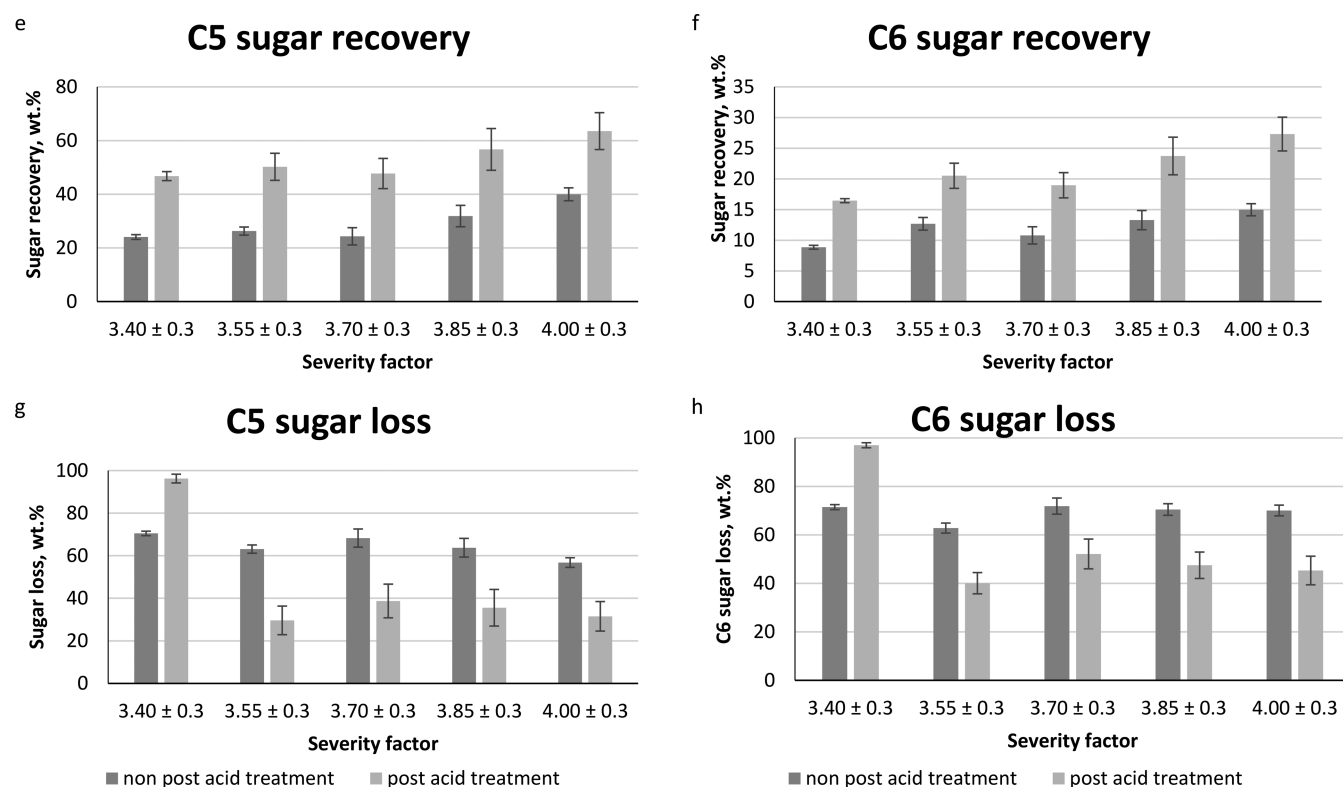 e
C5 sugar recovery
Sugar recovery, wt.%
80
60
40
20
0
3.40 ± 0.3 3.55 ± 0.3 3.70 ± 0.3 3.85 ± 0.3 4.00 ± 0.3
Severity factor
f
C6 sugar recovery
Sugar recovery, wt.%
35
30
25
20
15
10
5
0
3.40 ± 0.3 3.55 ± 0.3 3.70 ± 0.3 3.85 ± 0.3 4.00 ± 0.3
Severity factor
g
C5 sugar loss
Sugar loss, wt.%
100
80
60
40
20
0
3.40 ± 0.3 3.55 ± 0.3 3.70 ± 0.3 3.85 ± 0.3 4.00 ± 0.3
Severity factor
non post acid treatment post acid treatment
h
C6 sugar loss
C6 sugar loss, wt.%
100
80
60
40
20
0
3.40 ± 0.3 3.55 ± 0.3 3.70 ± 0.3 3.85 ± 0.3 4.00 ± 0.3
Severity factor
non post acid treatment post acid treatment